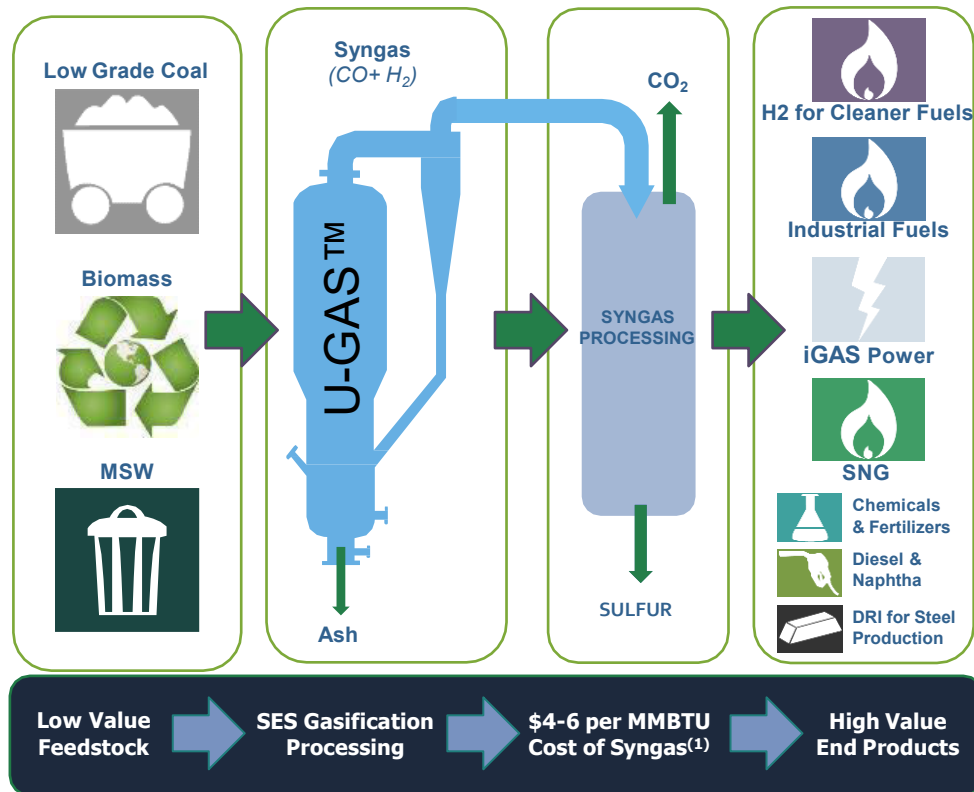 Low Grade Coal
Biomass
MSW
Syngas
(CO+ H₂)
U-GAS™
Ash
CO₂
SYNGAS
PROCESSING
SULFUR
H2 for Cleaner Fuels
Industrial Fuels
iGAS Power
SNG
Chemicals
& Fertilizers
Diesel &
Naphtha
DRI for Steel
Production
Low Value
Feedstock
SES Gasification
Processing
$4-6 per MMBTU
Cost of Syngas⁽¹⁾
High Value
End Products